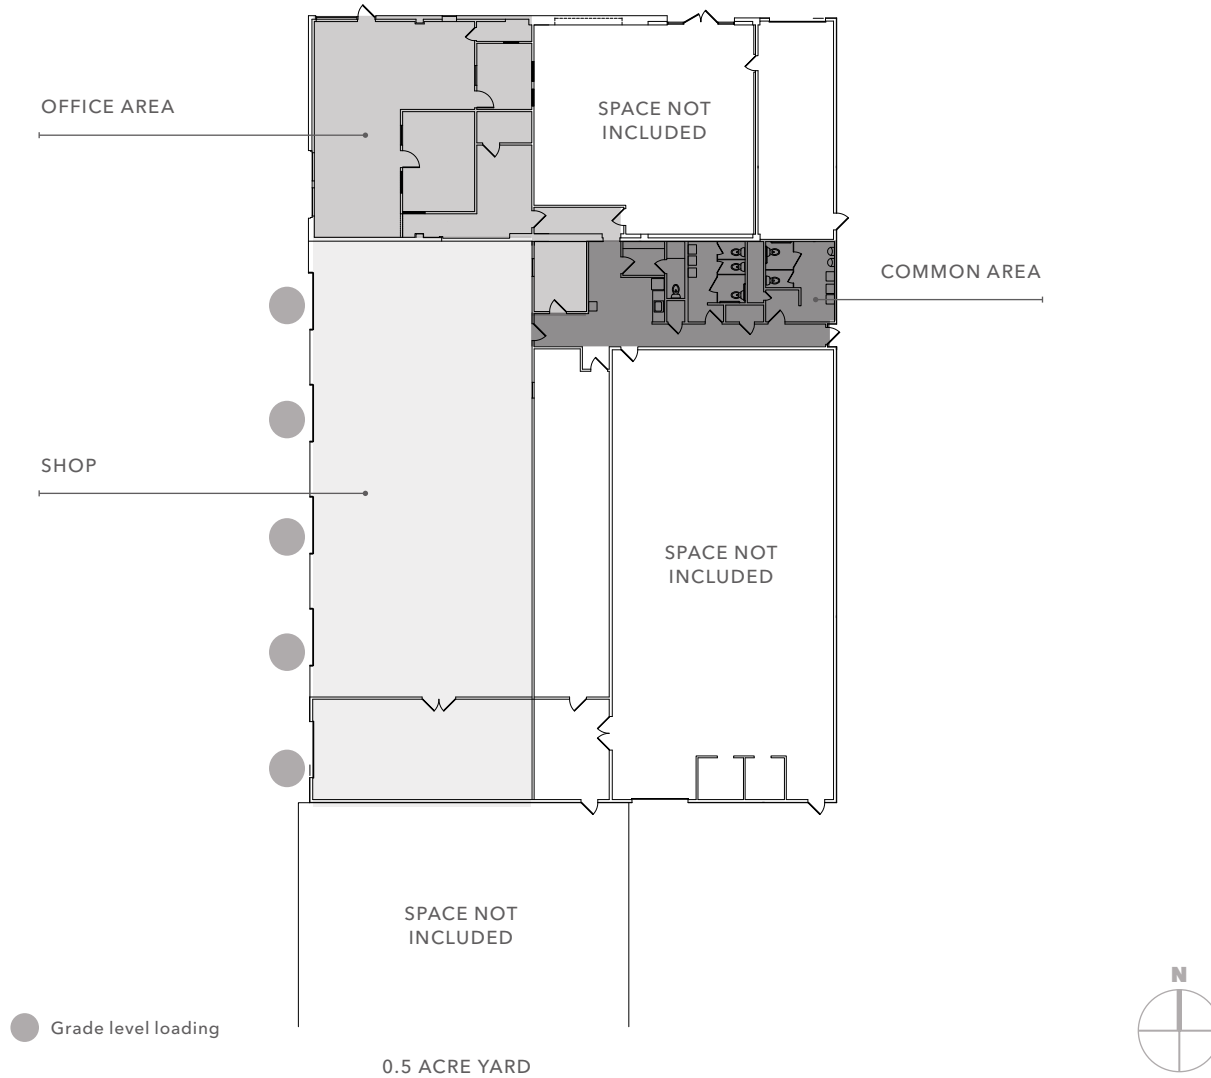 OFFICE AREA
SPACE NOT
INCLUDED
COMMON AREA
SHOP
SPACE NOT
INCLUDED
SPACE NOT
INCLUDED
N
Grade level loading
0.5 ACRE YARD